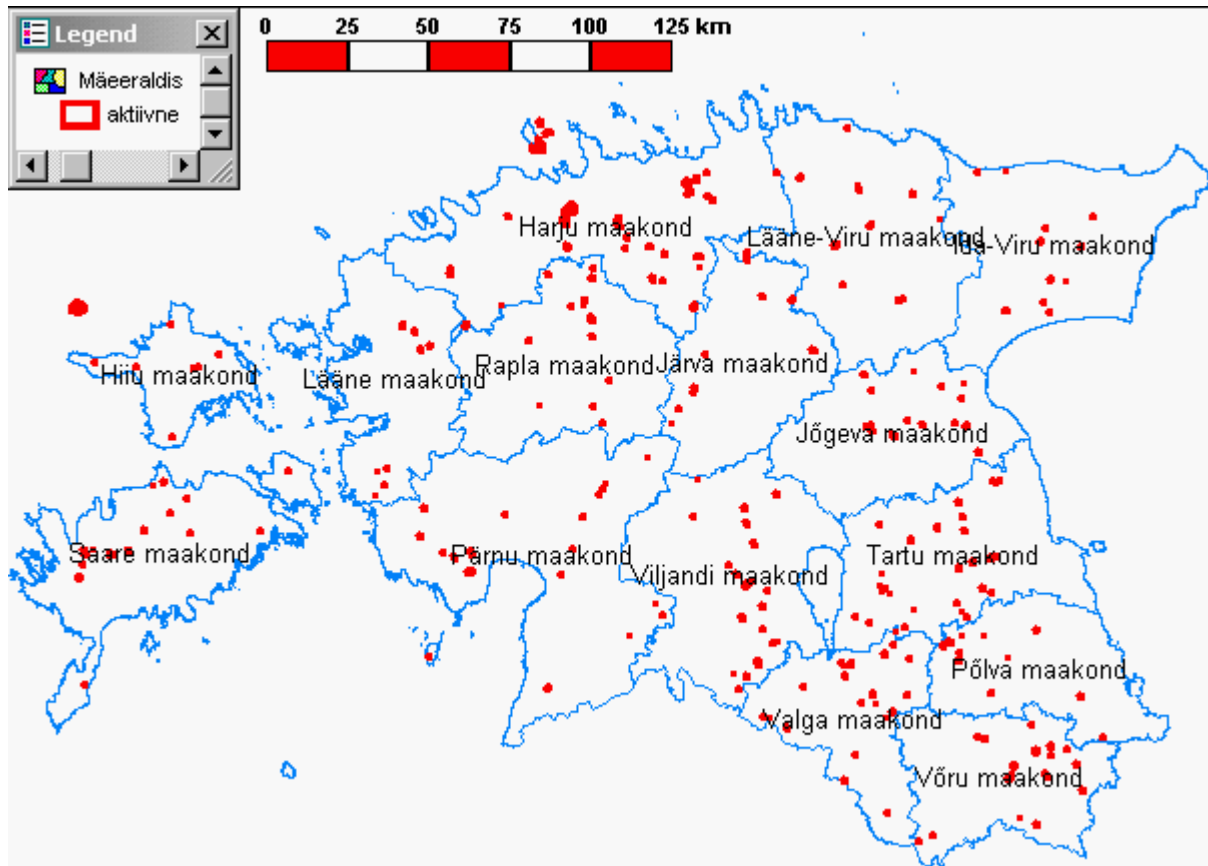 Legend
Mäeeraldis
aktiivne
0 25 50 75 100 125 km
Harju maakond
Lääne-Viru maakond
Ida-Viru maakond
Hiiu maakond
Lääne maakond
Rapla maakond
Järva maakond
Jõgeva maakond
Saare maakond
Pärnu maakond
Viljandi maakond
Tartu maakond
Põlva maakond
Valga maakond
Võru maakond